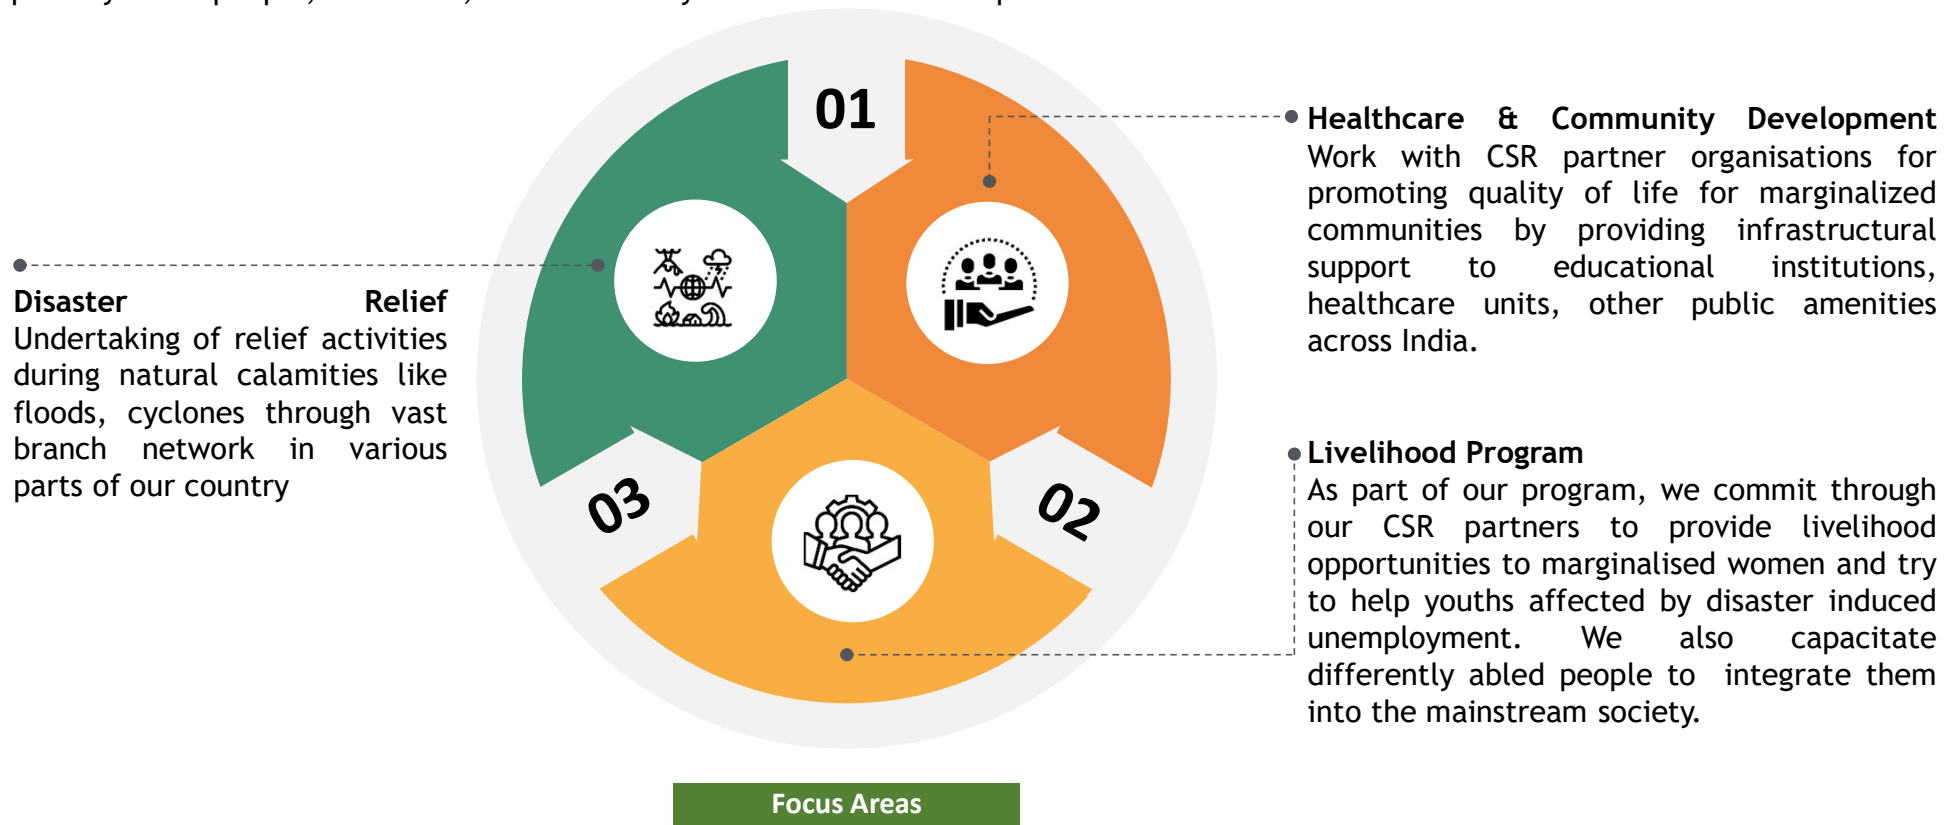 01
Healthcare & Community Development
Work with CSR partner organisations for
promoting quality of life for marginalized
communities by providing infrastructural
support to educational institutions,
healthcare units, other public amenities
across India.
Disaster Relief
Undertaking of relief activities
during natural calamities like
floods, cyclones through vast
branch network in various
parts of our country
Livelihood Program
As part of our program, we commit through
our CSR partners to provide livelihood
opportunities to marginalised women and try
to help youths affected by disaster induced
unemployment. We also capacitate
differently abled people to integrate them
into the mainstream society.
03
02
Focus Areas